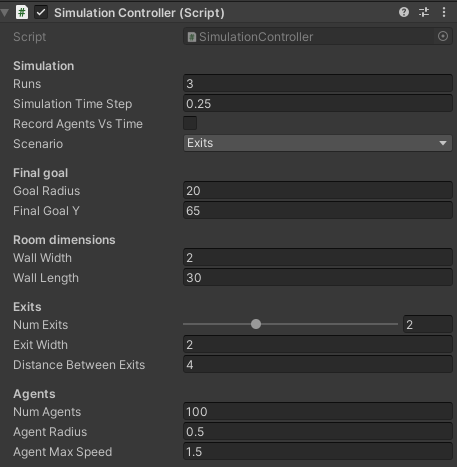 # Simulation Controller (Script)
Script # SimulationController
Simulation
Runs 3
Simulation Time Step 0.25
Record Agents Vs Time
Scenario Exits
Final goal
Goal Radius 20
Final Goal Y 65
Room dimensions
Wall Width 2
Wall Length 30
Exits
Num Exits 2
Exit Width 2
Distance Between Exits 4
Agents
Num Agents 100
Agent Radius 0.5
Agent Max Speed 1.5